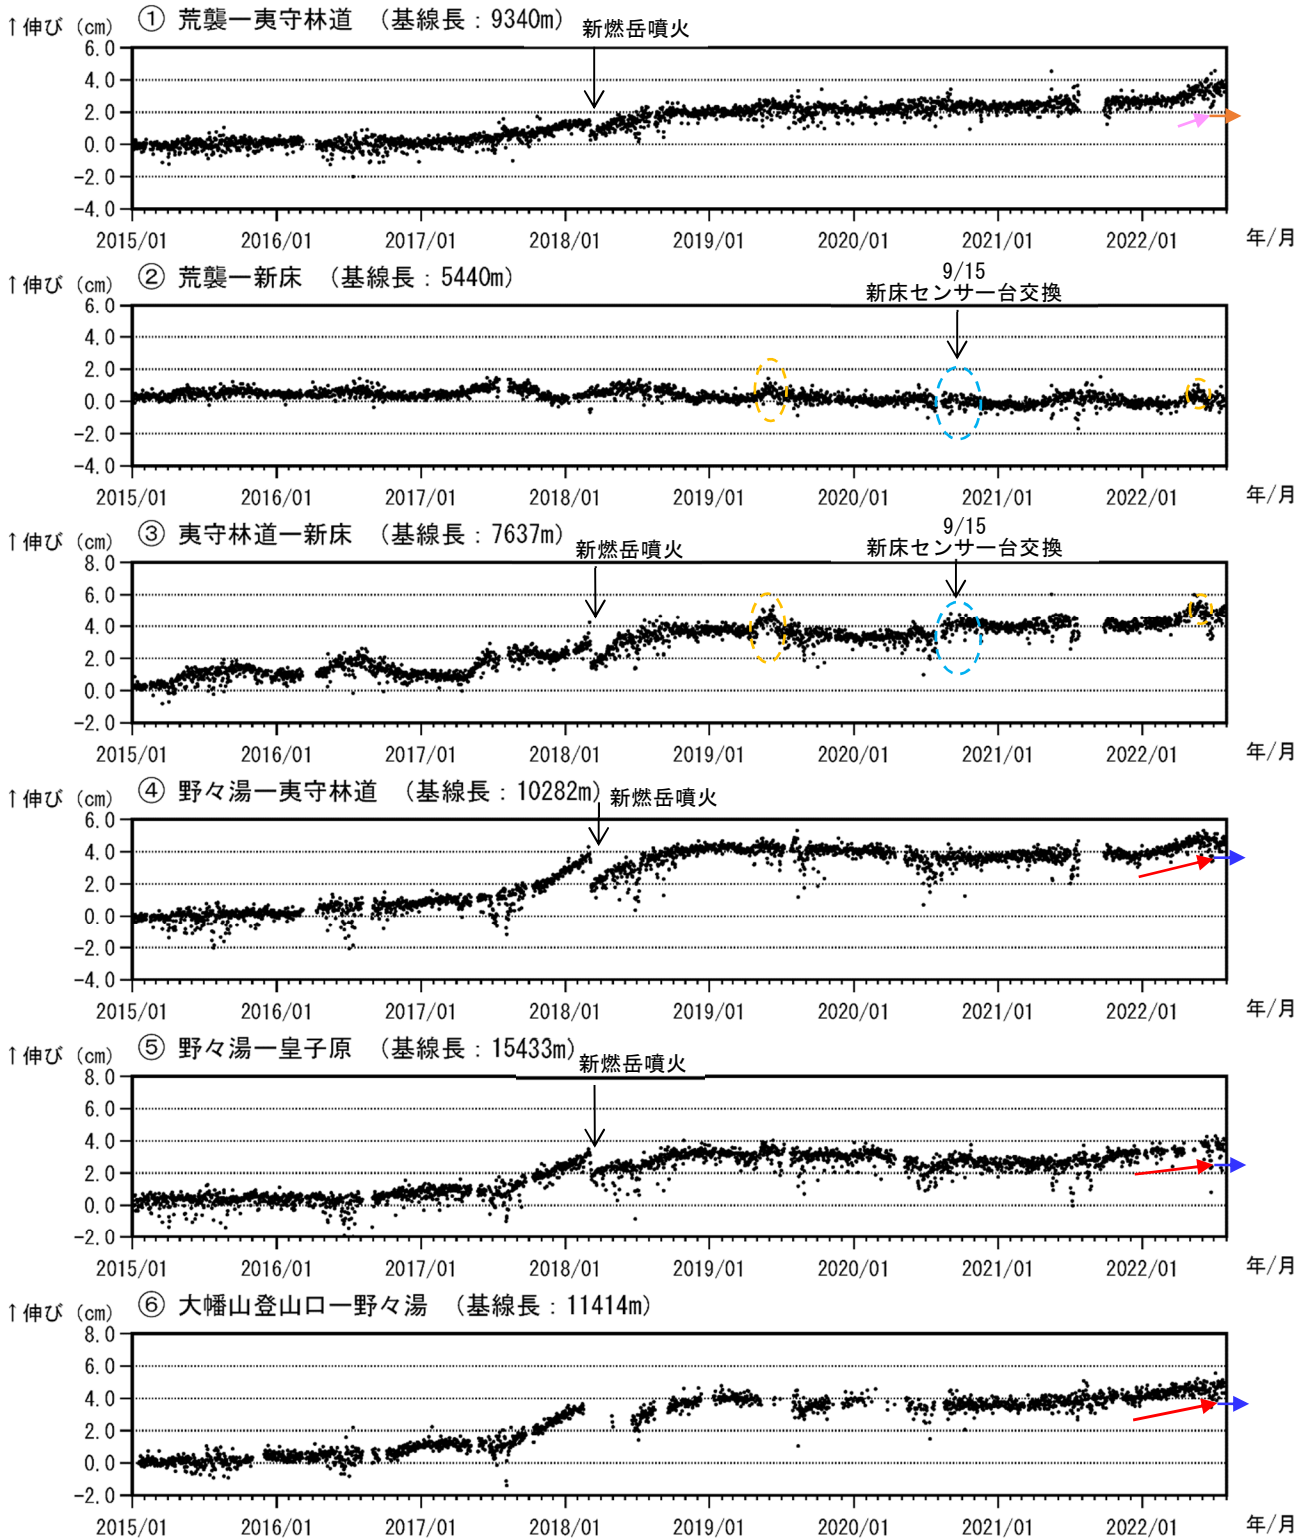 ↑伸び (cm) ① 荒襲ー夷守林道 (基線長：9340m) 新燃岳噴火
6.0
4.0
2.0
0.0
-2.0
-4.0
2015/01 2016/01 2017/01 2018/01 2019/01 2020/01 2021/01 2022/01 年/月
↑伸び (cm) ② 荒襲ー新床 (基線長：5440m)
9/15
新床センサー台交換
6.0
4.0
2.0
0.0
-2.0
-4.0
2015/01 2016/01 2017/01 2018/01 2019/01 2020/01 2021/01 2022/01 年/月
↑伸び (cm) ③ 夷守林道ー新床 (基線長：7637m) 新燃岳噴火
9/15
新床センサー台交換
8.0
6.0
4.0
2.0
0.0
-2.0
2015/01 2016/01 2017/01 2018/01 2019/01 2020/01 2021/01 2022/01 年/月
↑伸び (cm) ④ 野々湯ー夷守林道 (基線長：10282m) 新燃岳噴火
6.0
4.0
2.0
0.0
-2.0
-4.0
2015/01 2016/01 2017/01 2018/01 2019/01 2020/01 2021/01 2022/01 年/月
↑伸び (cm) ⑤ 野々湯ー皇子原 (基線長：15433m) 新燃岳噴火
8.0
6.0
4.0
2.0
0.0
-2.0
2015/01 2016/01 2017/01 2018/01 2019/01 2020/01 2021/01 2022/01 年/月
↑伸び (cm) ⑥ 大幡山登山口ー野々湯 (基線長：11414m)
8.0
6.0
4.0
2.0
0.0
-2.0
2015/01 2016/01 2017/01 2018/01 2019/01 2020/01 2021/01 2022/01 年/月